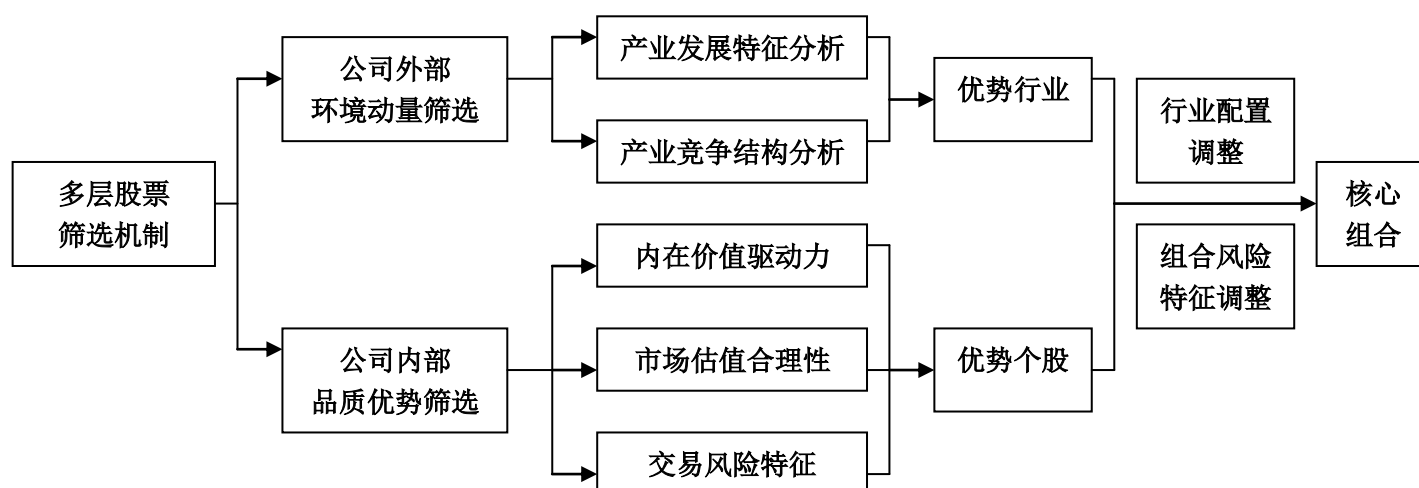 多层股票
筛选机制
公司外部
环境动量筛选
公司内部
品质优势筛选
产业发展特征分析
产业竞争结构分析
内在价值驱动力
市场估值合理性
交易风险特征
优势行业
优势个股
行业配置
调整
组合风险
特征调整
核心
组合